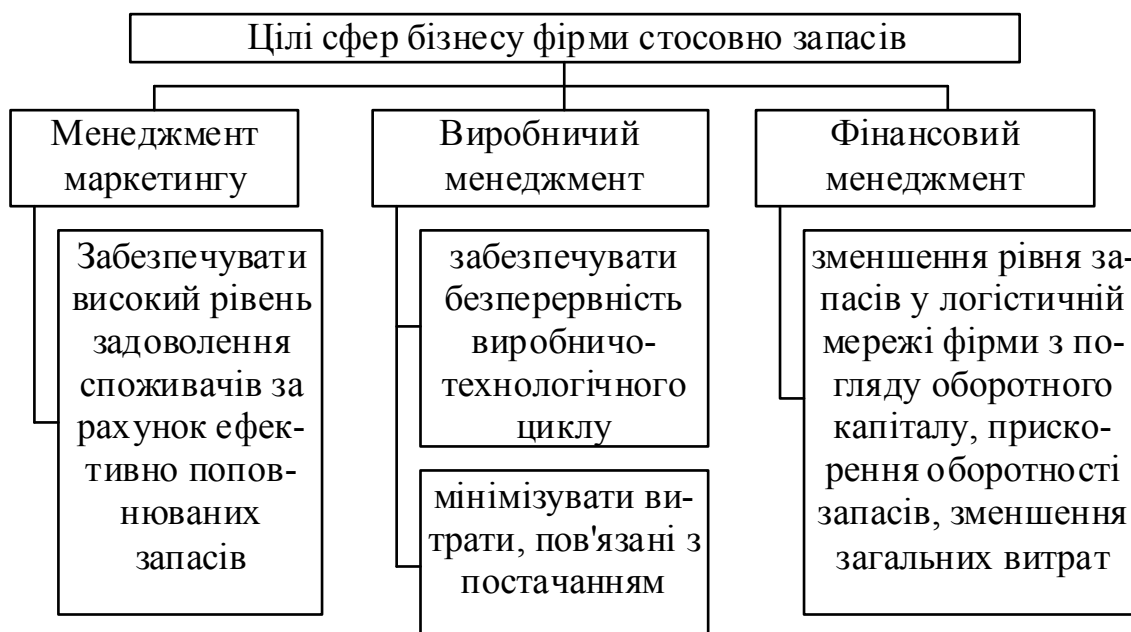 Цілі сфер бізнесу фірми стосовно запасів
Менеджмент
маркетингу
Забезпечувати
високий рівень
задоволення
споживачів за
рахунок ефек-
тивно попов-
нюваних
запасів
Виробничий
менеджмент
забезпечувати
безперервність
виробничо-
технологічного
циклу
мінімізувати ви-
трати, пов'язані з
постачанням
Фінансовий
менеджмент
зменшення рівня за-
пасів у логістичній
мережі фірми з по-
гляду оборотного
капіталу, приско-
рення оборотності
запасів, зменшення
загальних витрат